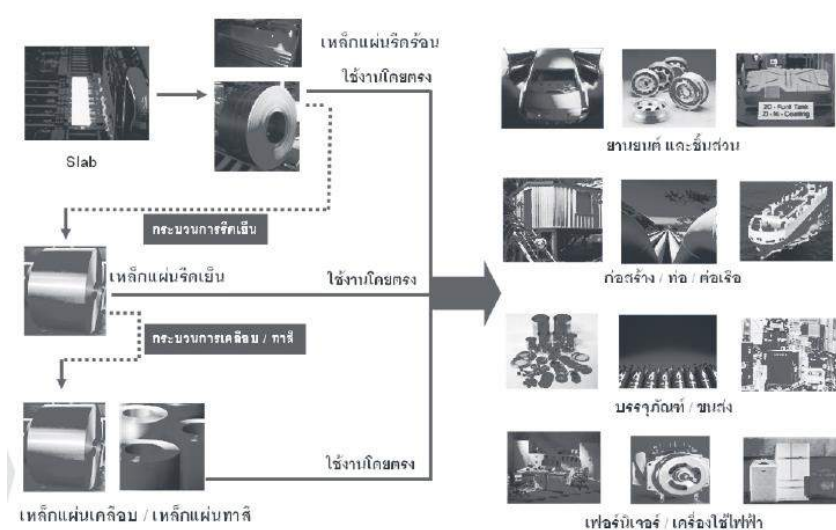 เหล็กแผ่นรีดร้อน
ใช้งานโดยตรง
Slab
กระบวนการรีดเย็น
เหล็กแผ่นรีดเย็น
ใช้งานโดยตรง
กระบวนการเคลือบ / ทาสี
ใช้งานโดยตรง
เหล็กแผ่นเคลือบ / เหล็กแผ่นทาสี
2C - Fuel Tank
Zi - Ni - Coating
ยานยนต์ และชิ้นส่วน
ก่อสร้าง / ท่อ / ต่อเรือ
บรรจุภัณฑ์ / ขนส่ง
เฟอร์นิเจอร์ / เครื่องใช้ไฟฟ้า